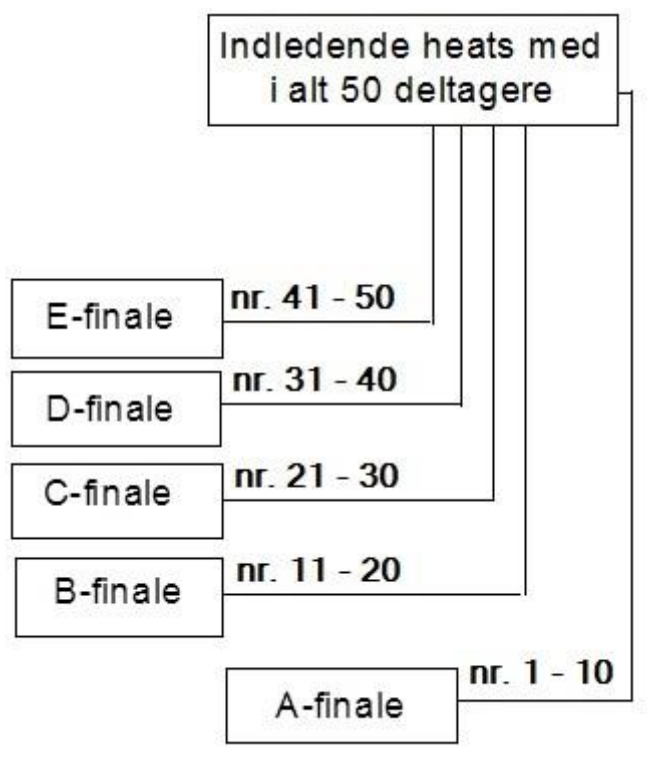 Indledende heats med
i alt 50 deltagere
E-finale
nr. 41 - 50
D-finale
nr. 31 - 40
C-finale
nr. 21 - 30
B-finale
nr. 11 - 20
A-finale
nr. 1 - 10